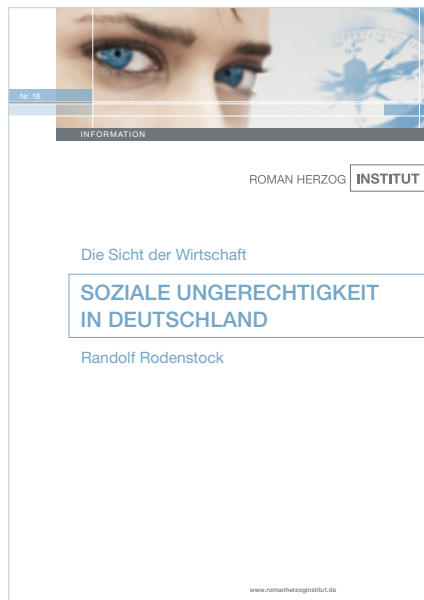 Nr. 16
INFORMATION
ROMAN HERZOG INSTITUT
Die Sicht der Wirtschaft
SOZIALE UNGERECHTIGKEIT
IN DEUTSCHLAND
Randolf Rodenstock
www.romanherzoginstitut.de